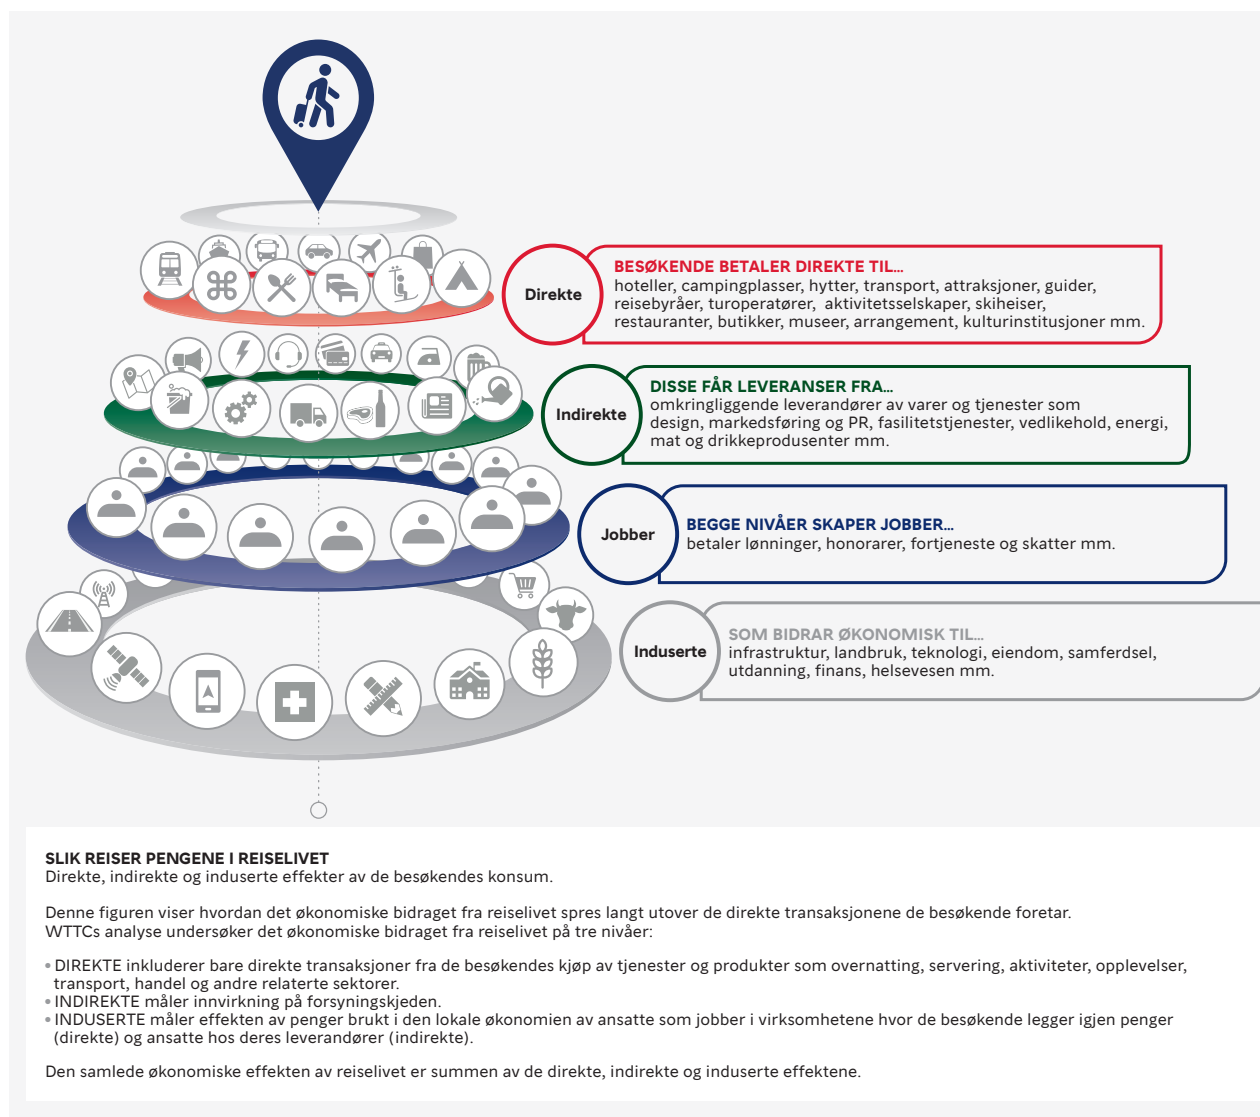 Direkte
BESØKENDE BETALER DIREKTE TIL...
hoteller, campingplasser, hytter, transport, attraksjoner, guider,
reisebyråer, turoperatører, aktivitetsselskaper, skiheiser,
restauranter, butikker, museer, arrangement, kulturinstitusjoner mm.
Indirekte
DISSE FÅR LEVERANSER FRA...
omkringliggende leverandører av varer og tjenester som
design, markedsføring og PR, fasilitetstjenester, vedlikehold, energi,
mat og drikkeprodusenter mm.
Jobber
BEGGE NIVÅER SKAPER JOBBER...
betaler lønninger, honorarer, fortjeneste og skatter mm.
Induserte
SOM BIDRAR ØKONOMISK TIL...
infrastruktur, landbruk, teknologi, eiendom, samferdsel,
utdanning, finans, helsevesen mm.
SLIK REISER PENGENE I REISELIVET
Direkte, indirekte og induserte effekter av de besøkendes konsum.
Denne figuren viser hvordan det økonomiske bidraget fra reiselivet spres langt utover de direkte transaksjonene de besøkende foretar.
WTTCs analyse undersøker det økonomiske bidraget fra reiselivet på tre nivåer:
• DIREKTE inkluderer bare direkte transaksjoner fra de besøkendes kjøp av tjenester og produkter som overnatting, servering, aktiviteter, opplevelser,
transport, handel og andre relaterte sektorer.
• INDIREKTE måler innvirkning på forsyningskjeden.
• INDUSERTE måler effekten av penger brukt i den lokale økonomien av ansatte som jobber i virksomhetene hvor de besøkende legger igjen penger
(direkte) og ansatte hos deres leverandører (indirekte).
Den samlede økonomiske effekten av reiselivet er summen av de direkte, indirekte og induserte effektene.